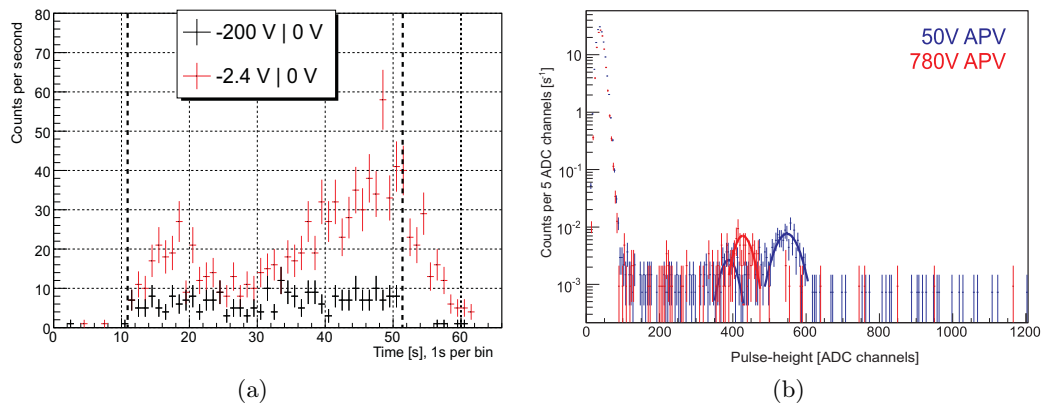 80
70
60
50
40
30
20
10
0
Counts per second
-200 V | 0 V
-2.4 V | 0 V
0 10 20 30 40 50 60
Time [s], 1s per bin
(a)
10
1
10⁻¹
10⁻²
10⁻³
Counts per 5 ADC channels [s⁻¹]
50V APV
780V APV
0 200 400 600 800 1000 1200
Pulse-height [ADC channels]
(b)